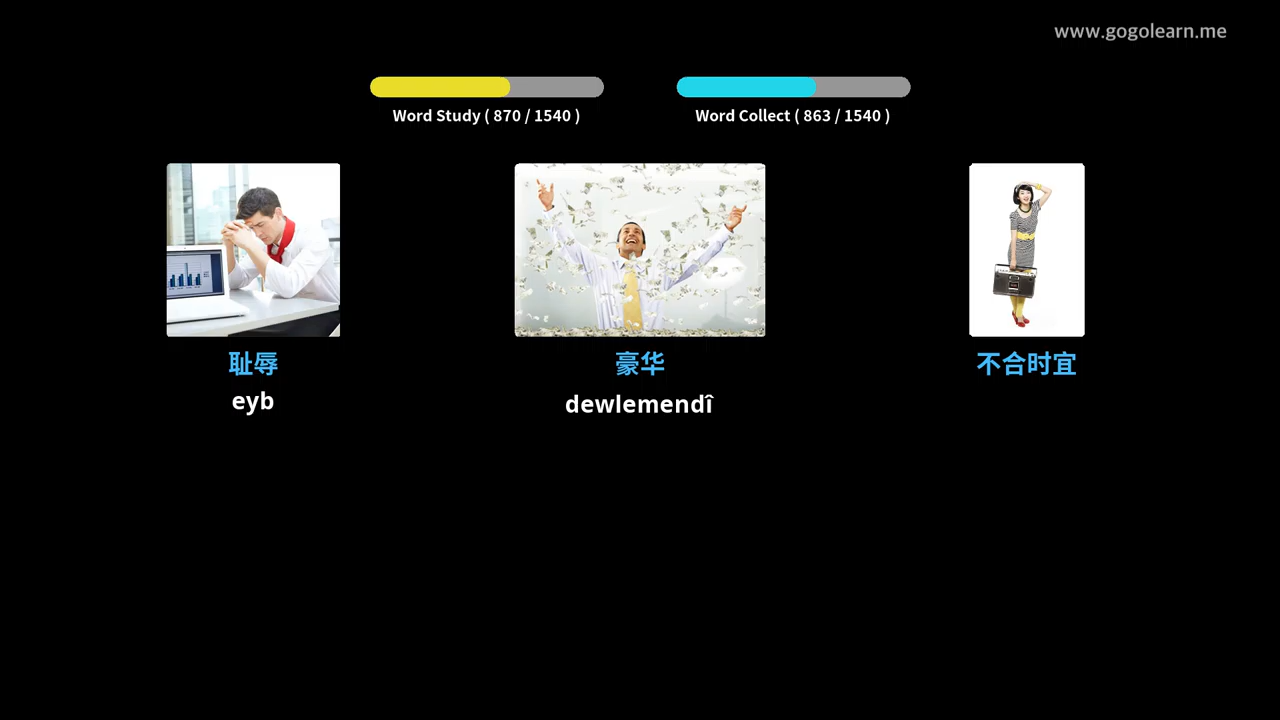 www.gogolearn.me
Word Study ( 870 / 1540 )
Word Collect ( 863 / 1540 )
耻辱
豪华
不合时宜
eyb
dewlemendî